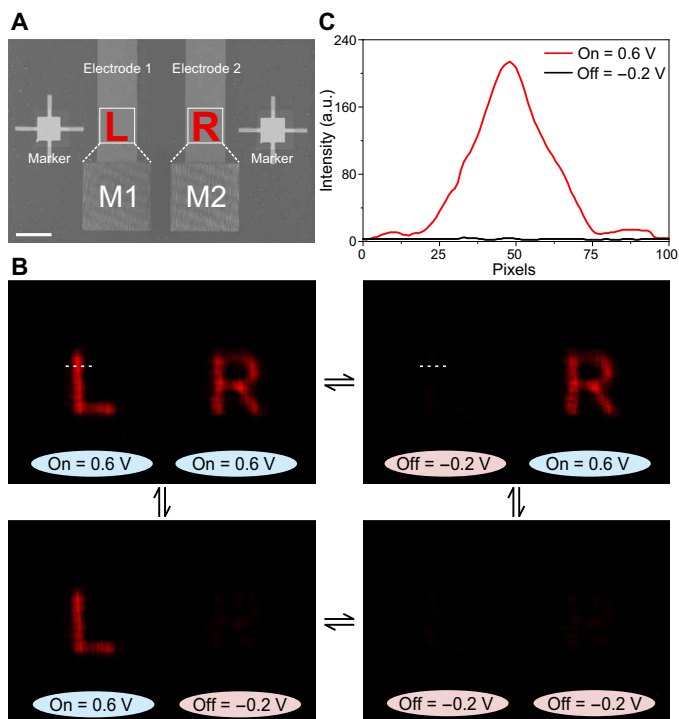 A
Electrode 1
Electrode 2
L
R
Marker
Marker
M1
M2
C
240
160
80
0
Intensity (a.u.)
On = 0.6 V
Off = −0.2 V
0
25
50
75
100
Pixels
B
L
R
On = 0.6 V
On = 0.6 V
R
Off = −0.2 V
On = 0.6 V
L
On = 0.6 V
Off = −0.2 V
Off = −0.2 V
Off = −0.2 V